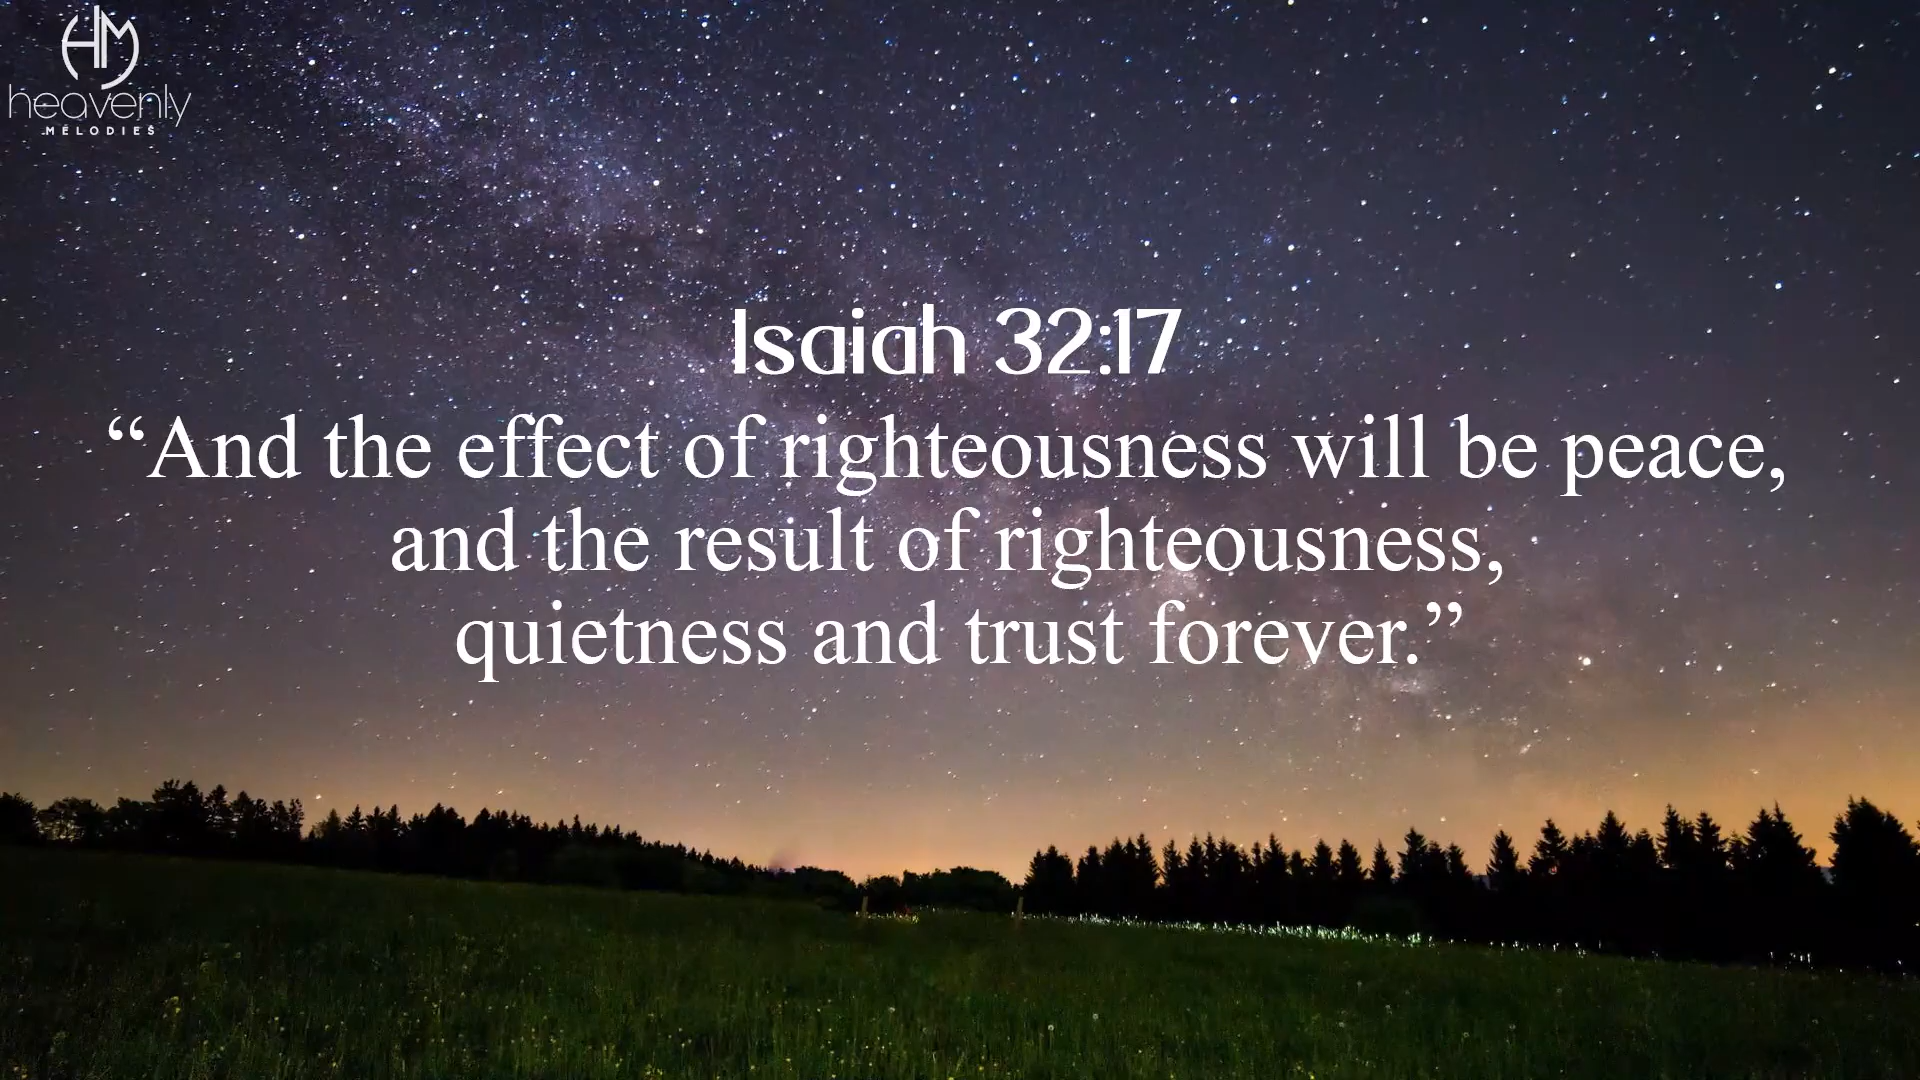 HM
heavenly
MELODIES
Isaiah 32:17
“And the effect of righteousness will be peace,
and the result of righteousness,
quietness and trust forever.”